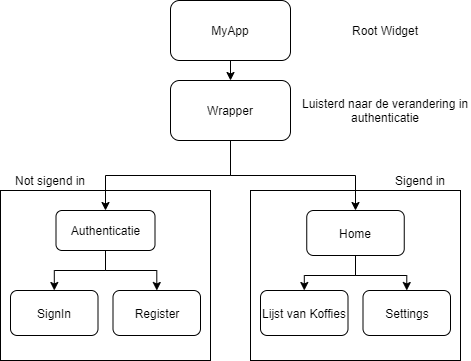 MyApp
Root Widget
Wrapper
Luisterd naar de verandering in
authenticatie
Not sigend in
Sigend in
Authenticatie
Home
SignIn
Register
Lijst van Koffies
Settings